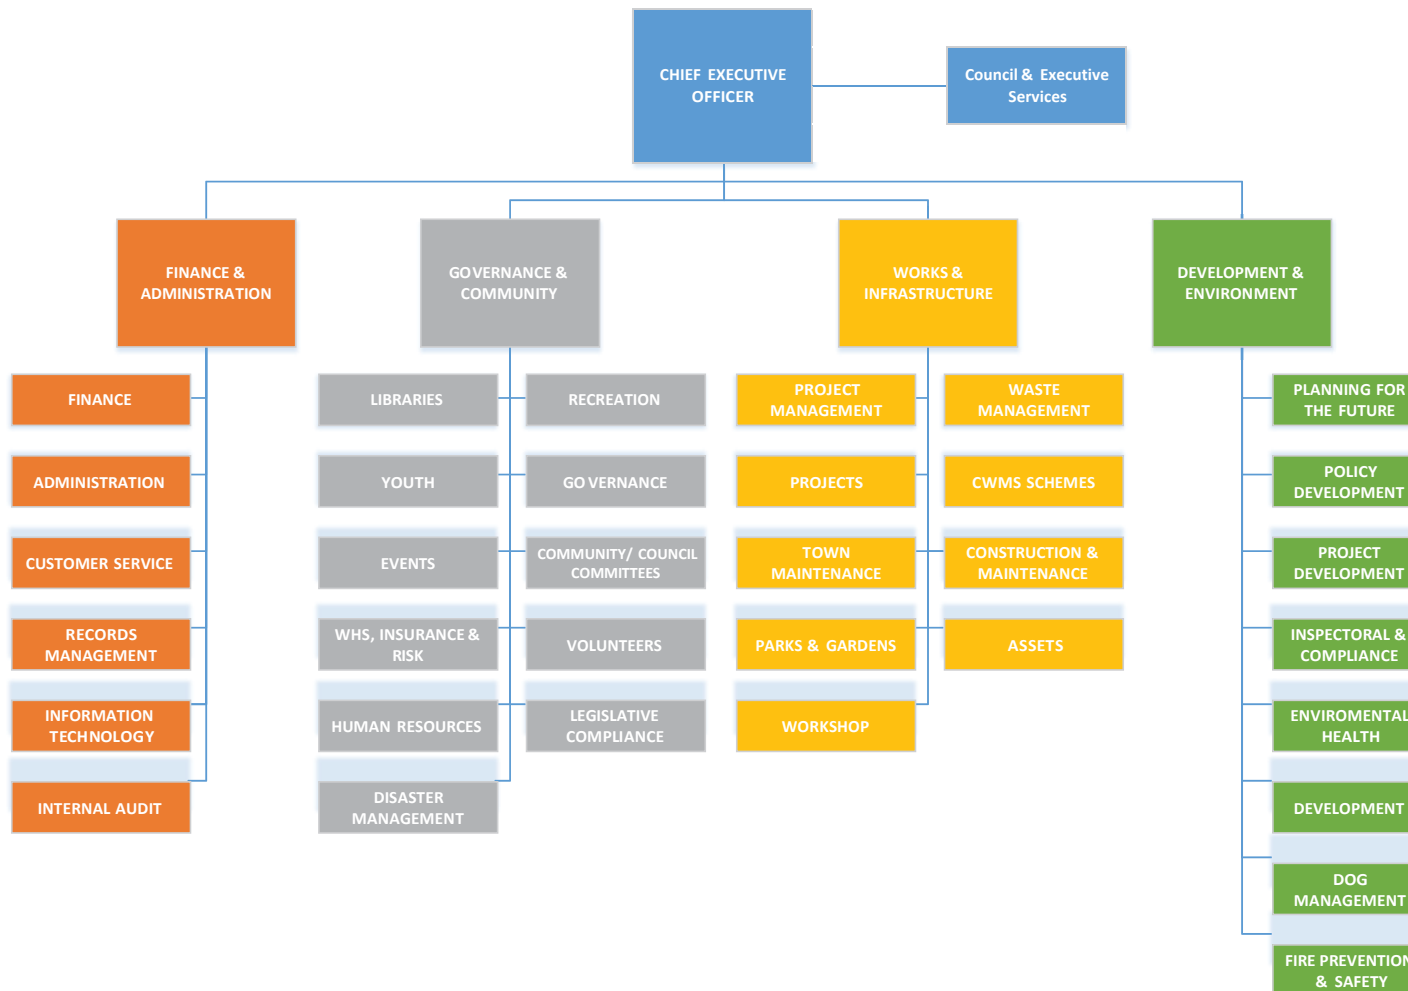 CHIEF EXECUTIVE
OFFICER
Council & Executive
Services
FINANCE &
ADMINISTRATION
GOVERNANCE &
COMMUNITY
WORKS &
INFRASTRUCTURE
DEVELOPMENT &
ENVIRONMENT
FINANCE
ADMINISTRATION
CUSTOMER SERVICE
RECORDS
MANAGEMENT
INFORMATION
TECHNOLOGY
INTERNAL AUDIT
LIBRARIES
RECREATION
YOUTH
GOVERNANCE
EVENTS
COMMUNITY/ COUNCIL
COMMITTEES
WHS, INSURANCE &
RISK
VOLUNTEERS
HUMAN RESOURCES
LEGISLATIVE
COMPLIANCE
DISASTER
MANAGEMENT
PROJECT
MANAGEMENT
WASTE
MANAGEMENT
PROJECTS
CWMS SCHEMES
TOWN
MAINTENANCE
CONSTRUCTION &
MAINTENANCE
PARKS & GARDENS
ASSETS
WORKSHOP
PLANNING FOR
THE FUTURE
POLICY
DEVELOPMENT
PROJECT
DEVELOPMENT
INSPECTORAL &
COMPLIANCE
ENVIROMENTAL
HEALTH
DEVELOPMENT
DOG
MANAGEMENT
FIRE PREVENTION
& SAFETY